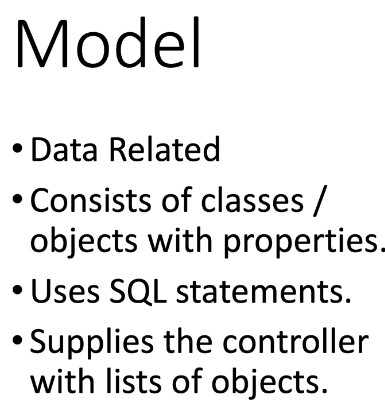 Model
• Data Related
• Consists of classes /
objects with properties.
• Uses SQL statements.
• Supplies the controller
with lists of objects.